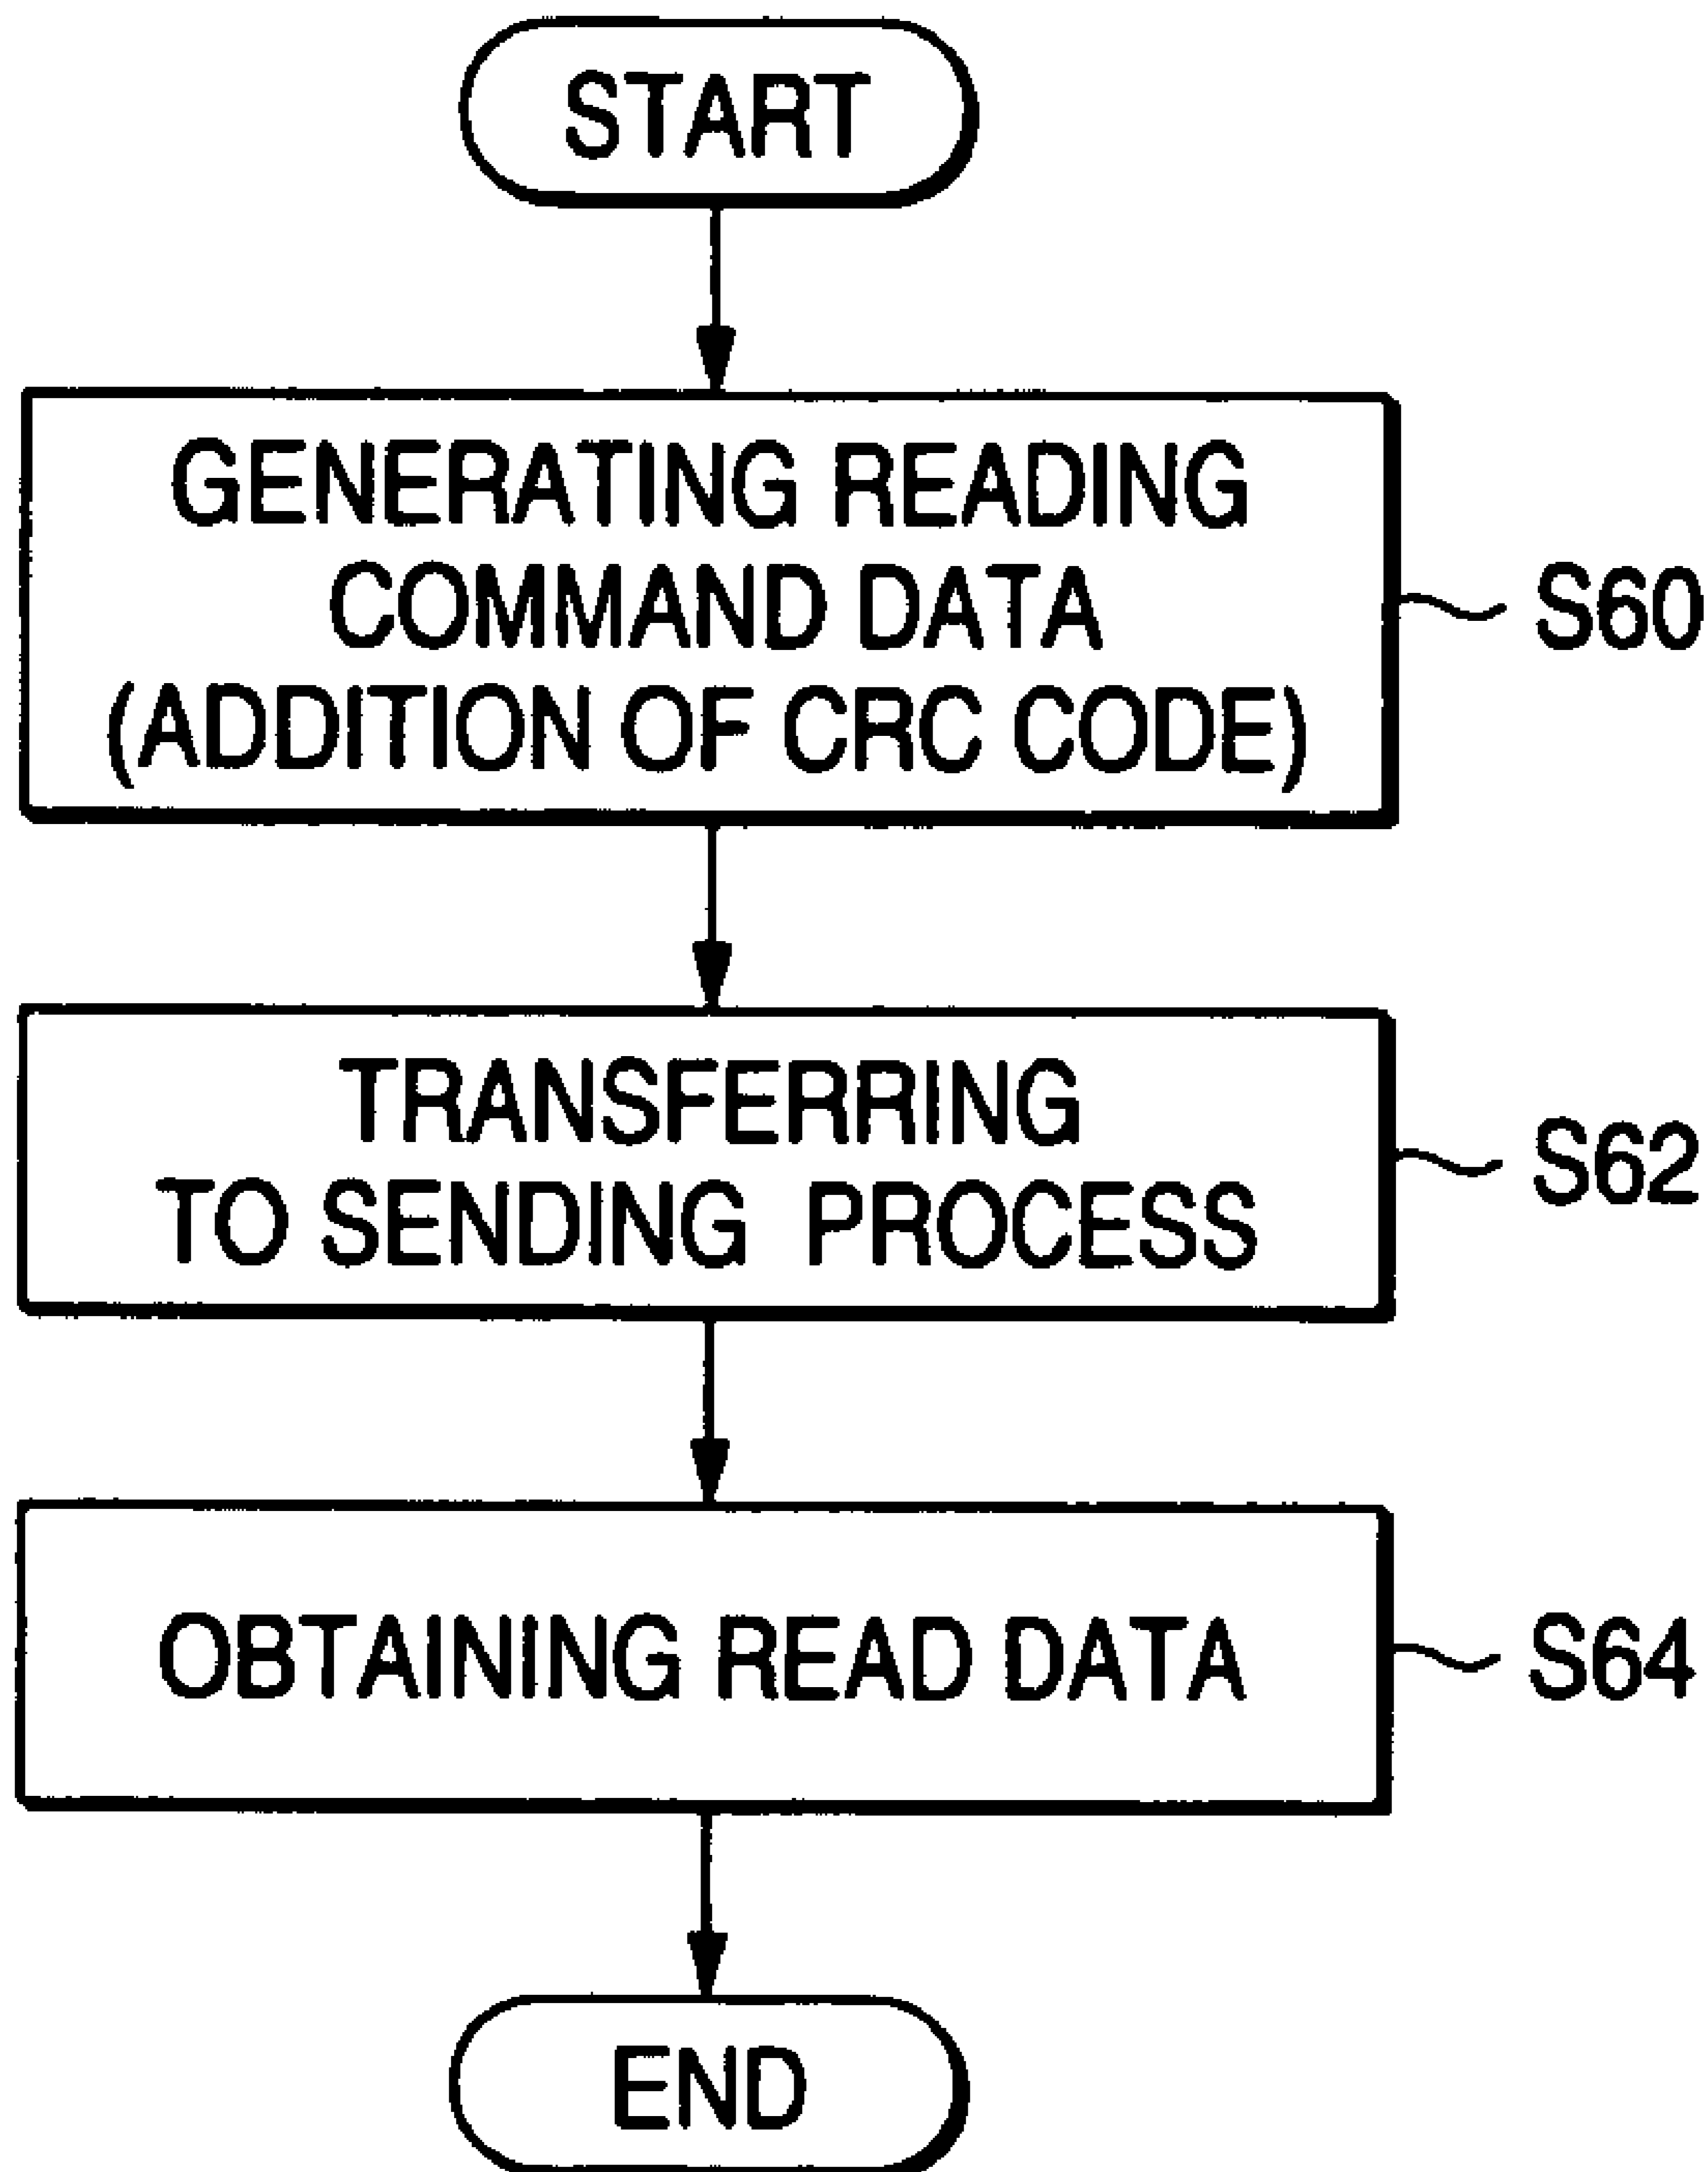 START
GENERATING READING
COMMAND DATA
(ADDITION OF CRC CODE)
S60
TRANSFERRING
TO SENDING PROCESS
S62
OBTAINING READ DATA
S64
END